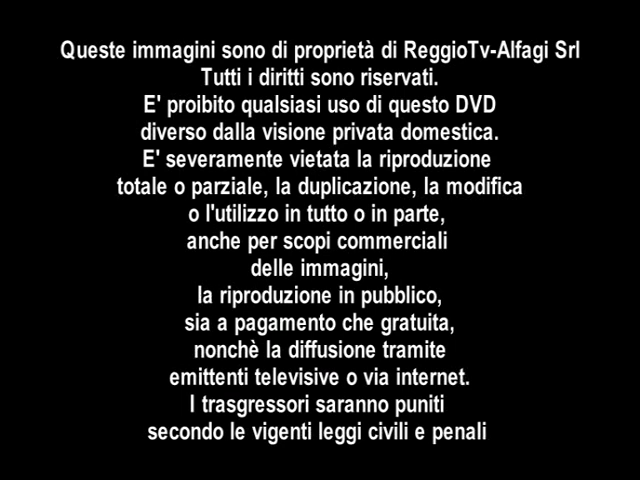 Queste immagini sono di proprietà di ReggioTv-Alfagi Srl
Tutti i diritti sono riservati.
E' proibito qualsiasi uso di questo DVD
diverso dalla visione privata domestica.
E' severamente vietata la riproduzione
totale o parziale, la duplicazione, la modifica
o l'utilizzo in tutto o in parte,
anche per scopi commerciali
delle immagini,
la riproduzione in pubblico,
sia a pagamento che gratuita,
nonchè la diffusione tramite
emittenti televisive o via internet.
I trasgressori saranno puniti
secondo le vigenti leggi civili e penali